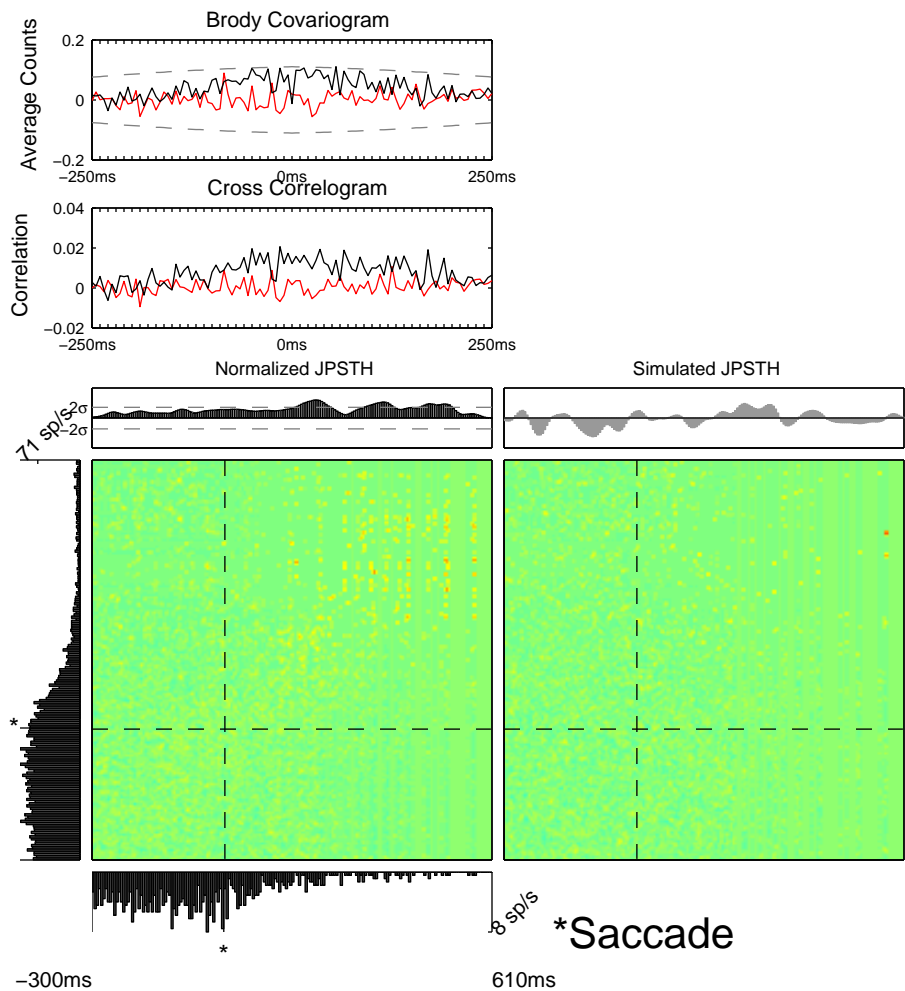 Brody Covariogram
Average Counts
0.2
0
−0.2
−250ms
0ms
250ms
Cross Correlogram
Correlation
0.04
0.02
0
−0.02
−250ms
0ms
250ms
Normalized JPSTH
Simulated JPSTH
71 sp/s
2σ
−2σ
*
*
8 sp/s
*Saccade
−300ms
610ms